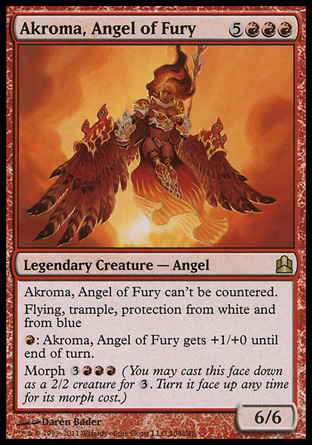 Akroma, Angel of Fury 5
Legendary Creature — Angel
Akroma, Angel of Fury can't be countered.
Flying, trample, protection from white and
from blue
: Akroma, Angel of Fury gets +1/+0 until
end of turn.
Morph 3 (You may cast this face down
as a 2/2 creature for 3. Turn it face up any time
for its morph cost.)
Daren Bader
6/6